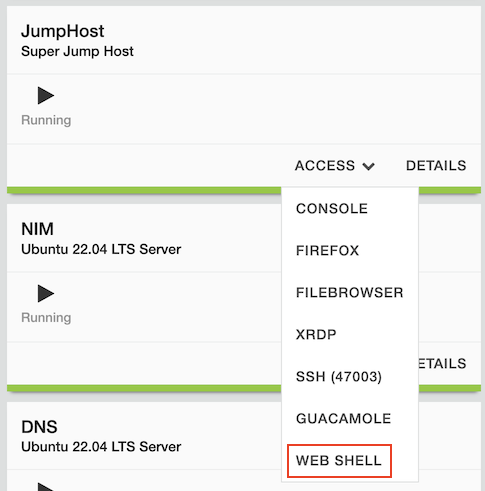 JumpHost
Super Jump Host
Running
ACCESS DETAILS
CONSOLE
FIREFOX
FILEBROWSER
XRDP
SSH (47003)
GUACAMOLE
WEB SHELL
NIM
Ubuntu 22.04 LTS Server
Running
ETAILS
DNS
Ubuntu 22.04 LTS Server